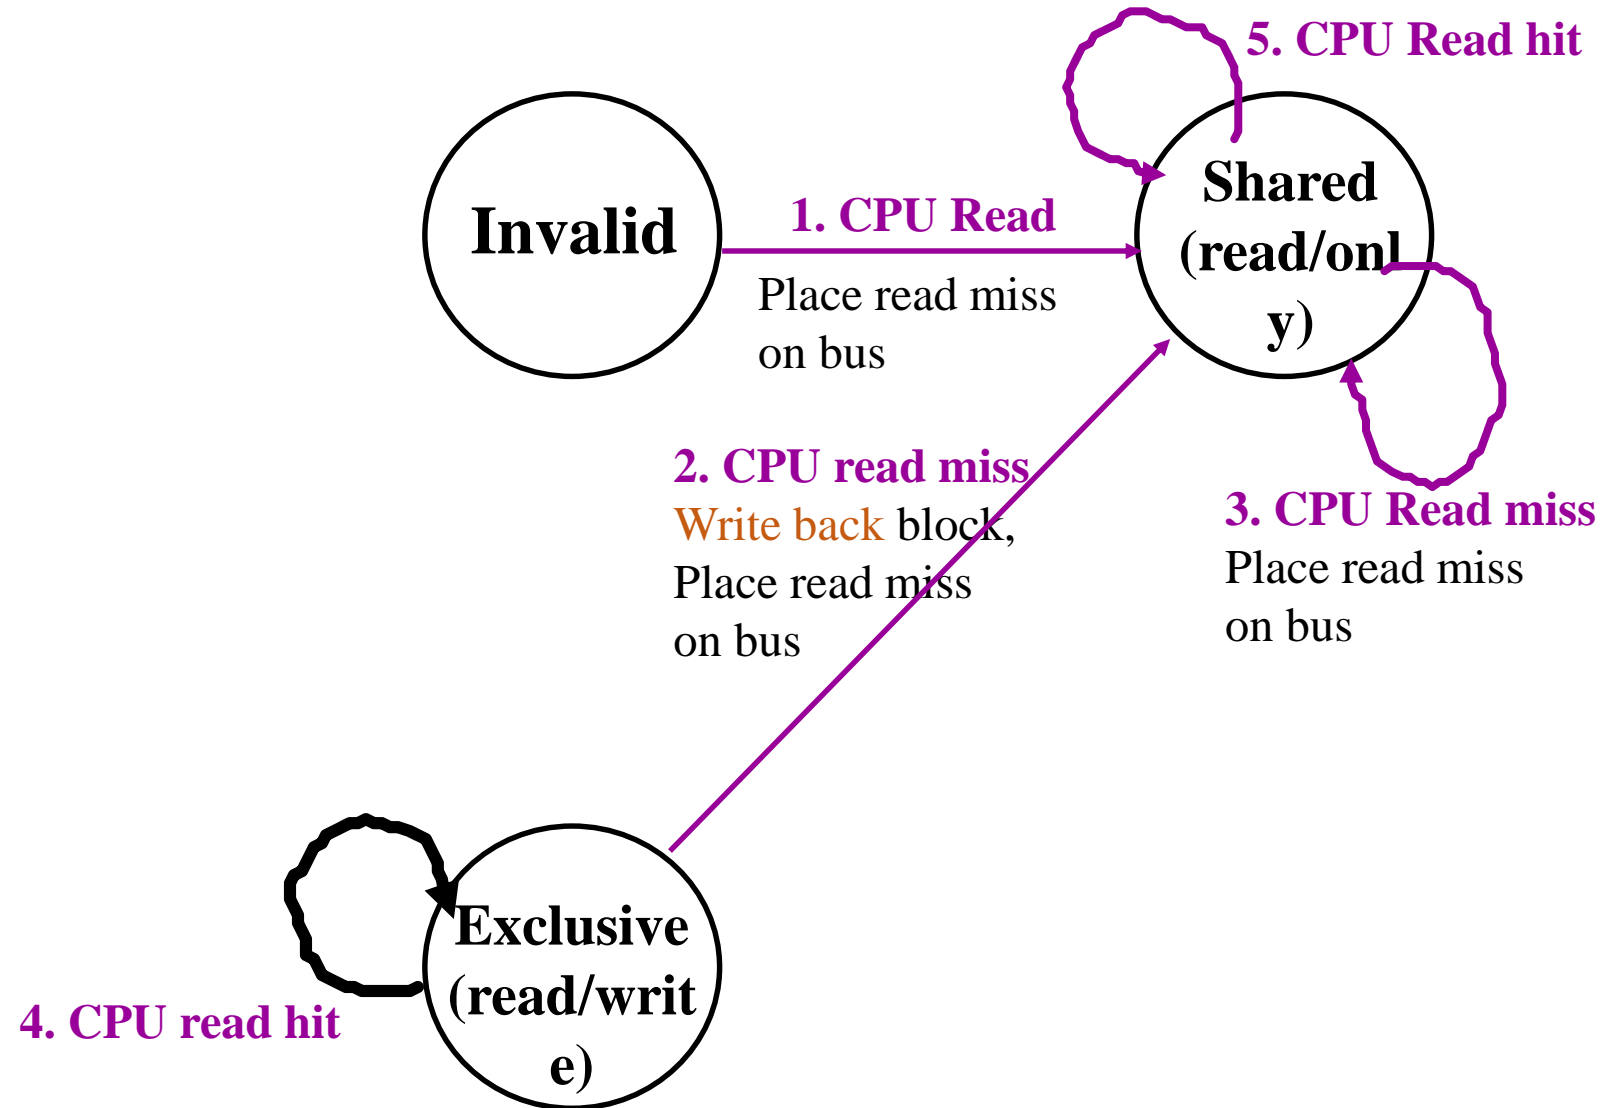 5. CPU Read hit
Invalid
1. CPU Read
Place read miss
on bus
Shared
(read/onl
y)
2. CPU read miss
Write back block,
Place read miss
on bus
3. CPU Read miss
Place read miss
on bus
4. CPU read hit
Exclusive
(read/writ
e)